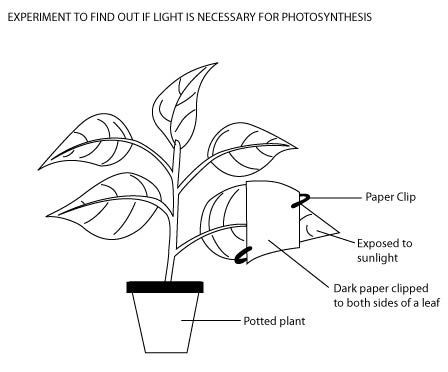 EXPERIMENT TO FIND OUT IF LIGHT IS NECESSARY FOR PHOTOSYNTHESIS
Paper Clip
Exposed to
sunlight
Dark paper clipped
to both sides of a leaf
Potted plant